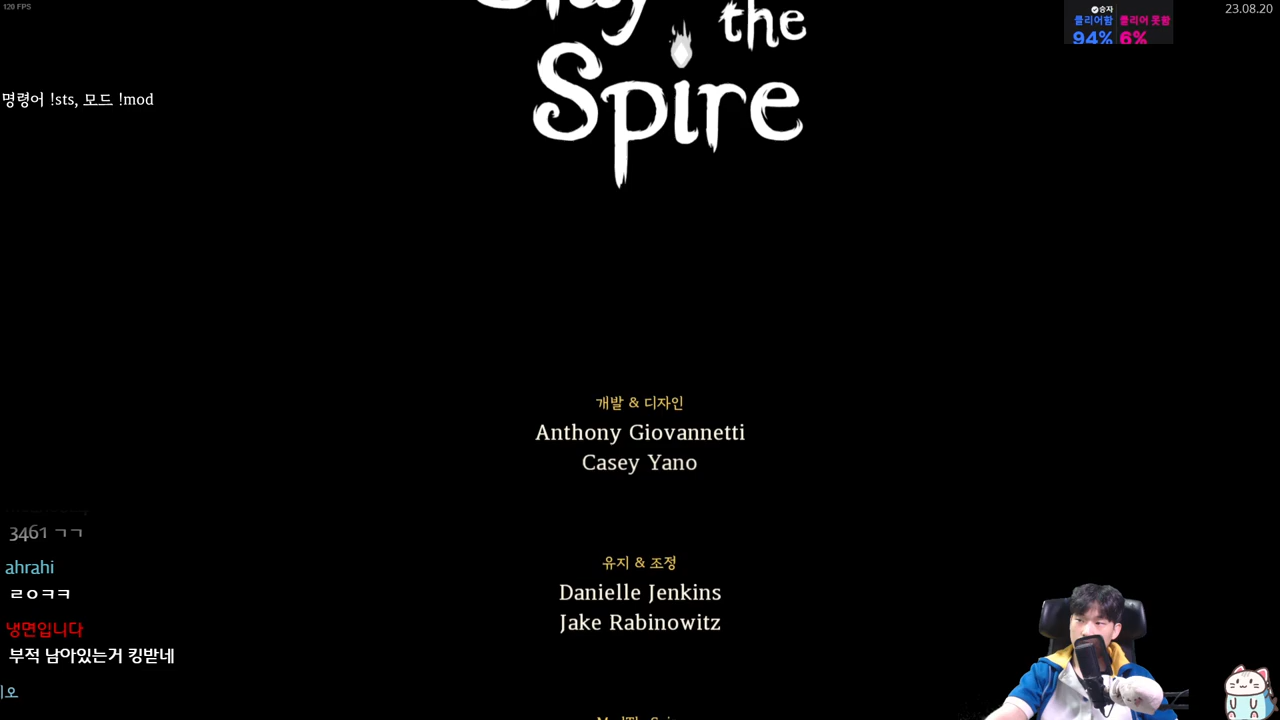 129 FPS
23.08.20
승자
클리어함 클리어 못함
94% 6%
명령어 !sts, 모드 !mod
the
Spire
개발 & 디자인
Anthony Giovannetti
Casey Yano
유지 & 조정
Danielle Jenkins
Jake Rabinowitz
3461 ㄱㄱ
ahrahi
ㄹㅇㅋㅋ
냉면입니다
부적 남아있는거 킹받네